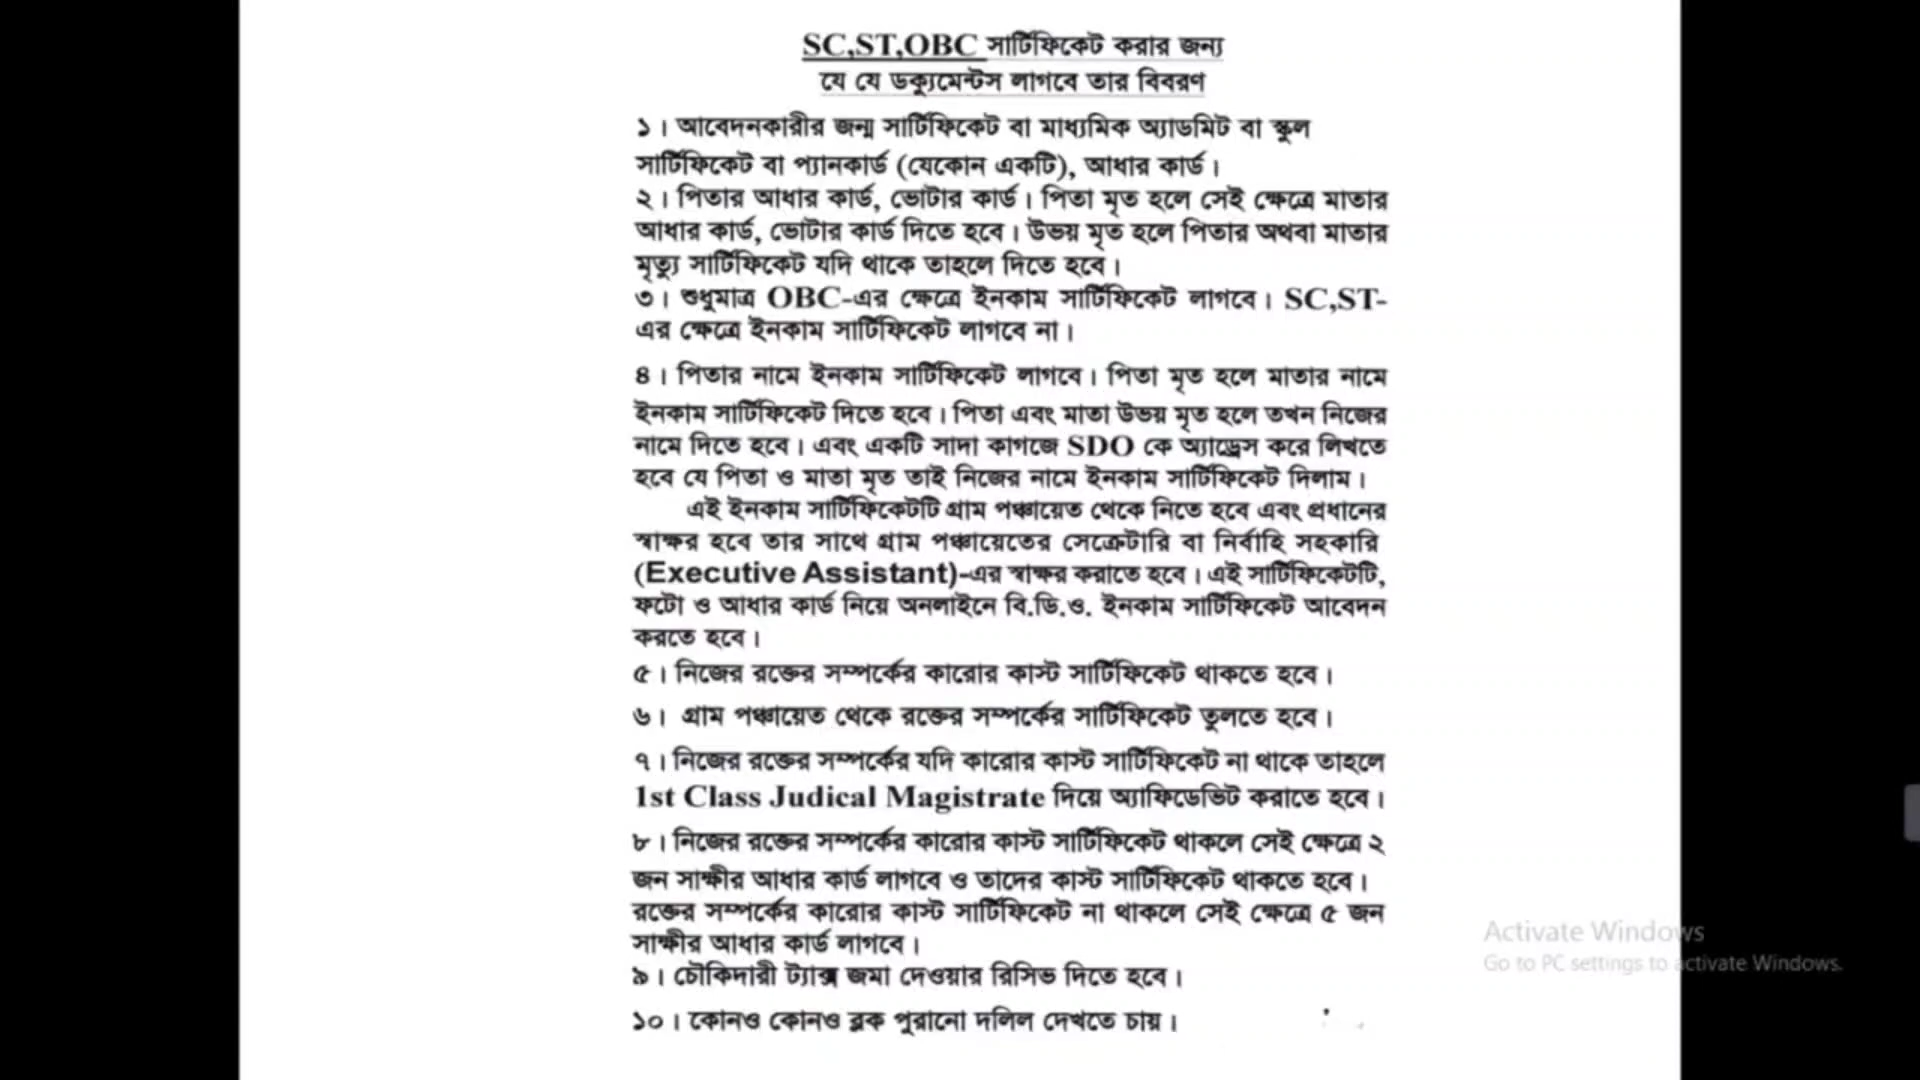 SC,ST,OBC সার্টিফিকেট করার জন্য
যে যে ডক্যুমেন্টস লাগবে তার বিবরণ
১। আবেদনকারীর জন্ম সার্টিফিকেট বা মাধ্যমিক অ্যাডমিট বা স্কুল
সার্টিফিকেট বা প্যানকার্ড (যেকোন একটি), আধার কার্ড।
২। পিতার আধার কার্ড, ভোটার কার্ড। পিতা মৃত হলে সেই ক্ষেত্রে মাতার
আধার কার্ড, ভোটার কার্ড দিতে হবে। উভয় মৃত হলে পিতার অথবা মাতার
মৃত্যু সার্টিফিকেট যদি থাকে তাহলে দিতে হবে।
৩। শুধুমাত্র OBC-এর ক্ষেত্রে ইনকাম সার্টিফিকেট লাগবে। SC,ST-
এর ক্ষেত্রে ইনকাম সার্টিফিকেট লাগবে না।
৪। পিতার নামে ইনকাম সার্টিফিকেট লাগবে। পিতা মৃত হলে মাতার নামে
ইনকাম সার্টিফিকেট দিতে হবে। পিতা এবং মাতা উভয় মৃত হলে তখন নিজের
নামে দিতে হবে। এবং একটি সাদা কাগজে SDO কে অ্যাড্রেস করে লিখতে
হবে যে পিতা ও মাতা মৃত তাই নিজের নামে ইনকাম সার্টিফিকেট দিলাম।
এই ইনকাম সার্টিফিকেটটি গ্রাম পঞ্চায়েত থেকে নিতে হবে এবং প্রধানের
স্বাক্ষর হবে তার সাথে গ্রাম পঞ্চায়েতের সেক্রেটারি বা নির্বাহি সহকারি
(Executive Assistant)-এর স্বাক্ষর করাতে হবে। এই সার্টিফিকেটটি,
ফটো ও আধার কার্ড নিয়ে অনলাইনে বি.ডি.ও. ইনকাম সার্টিফিকেট আবেদন
করতে হবে।
৫। নিজের রক্তের সম্পর্কের কারোর কাস্ট সার্টিফিকেট থাকতে হবে।
৬। গ্রাম পঞ্চায়েত থেকে রক্তের সম্পর্কের সার্টিফিকেট তুলতে হবে।
৭। নিজের রক্তের সম্পর্কের যদি কারোর কাস্ট সার্টিফিকেট না থাকে তাহলে
1st Class Judical Magistrate দিয়ে অ্যাফিডেভিট করাতে হবে।
৮। নিজের রক্তের সম্পর্কের কারোর কাস্ট সার্টিফিকেট থাকলে সেই ক্ষেত্রে ২
জন সাক্ষীর আধার কার্ড লাগবে ও তাদের কাস্ট সার্টিফিকেট থাকতে হবে।
রক্তের সম্পর্কের কারোর কাস্ট সার্টিফিকেট না থাকলে সেই ক্ষেত্রে ৫ জন
সাক্ষীর আধার কার্ড লাগবে।
৯। চৌকিদারী ট্যাক্স জমা দেওয়ার রিসিভ দিতে হবে।
১০। কোনও কোনও ব্লক পুরানো দলিল দেখতে চায়।
Activate Windows
Go to PC settings to activate Windows.